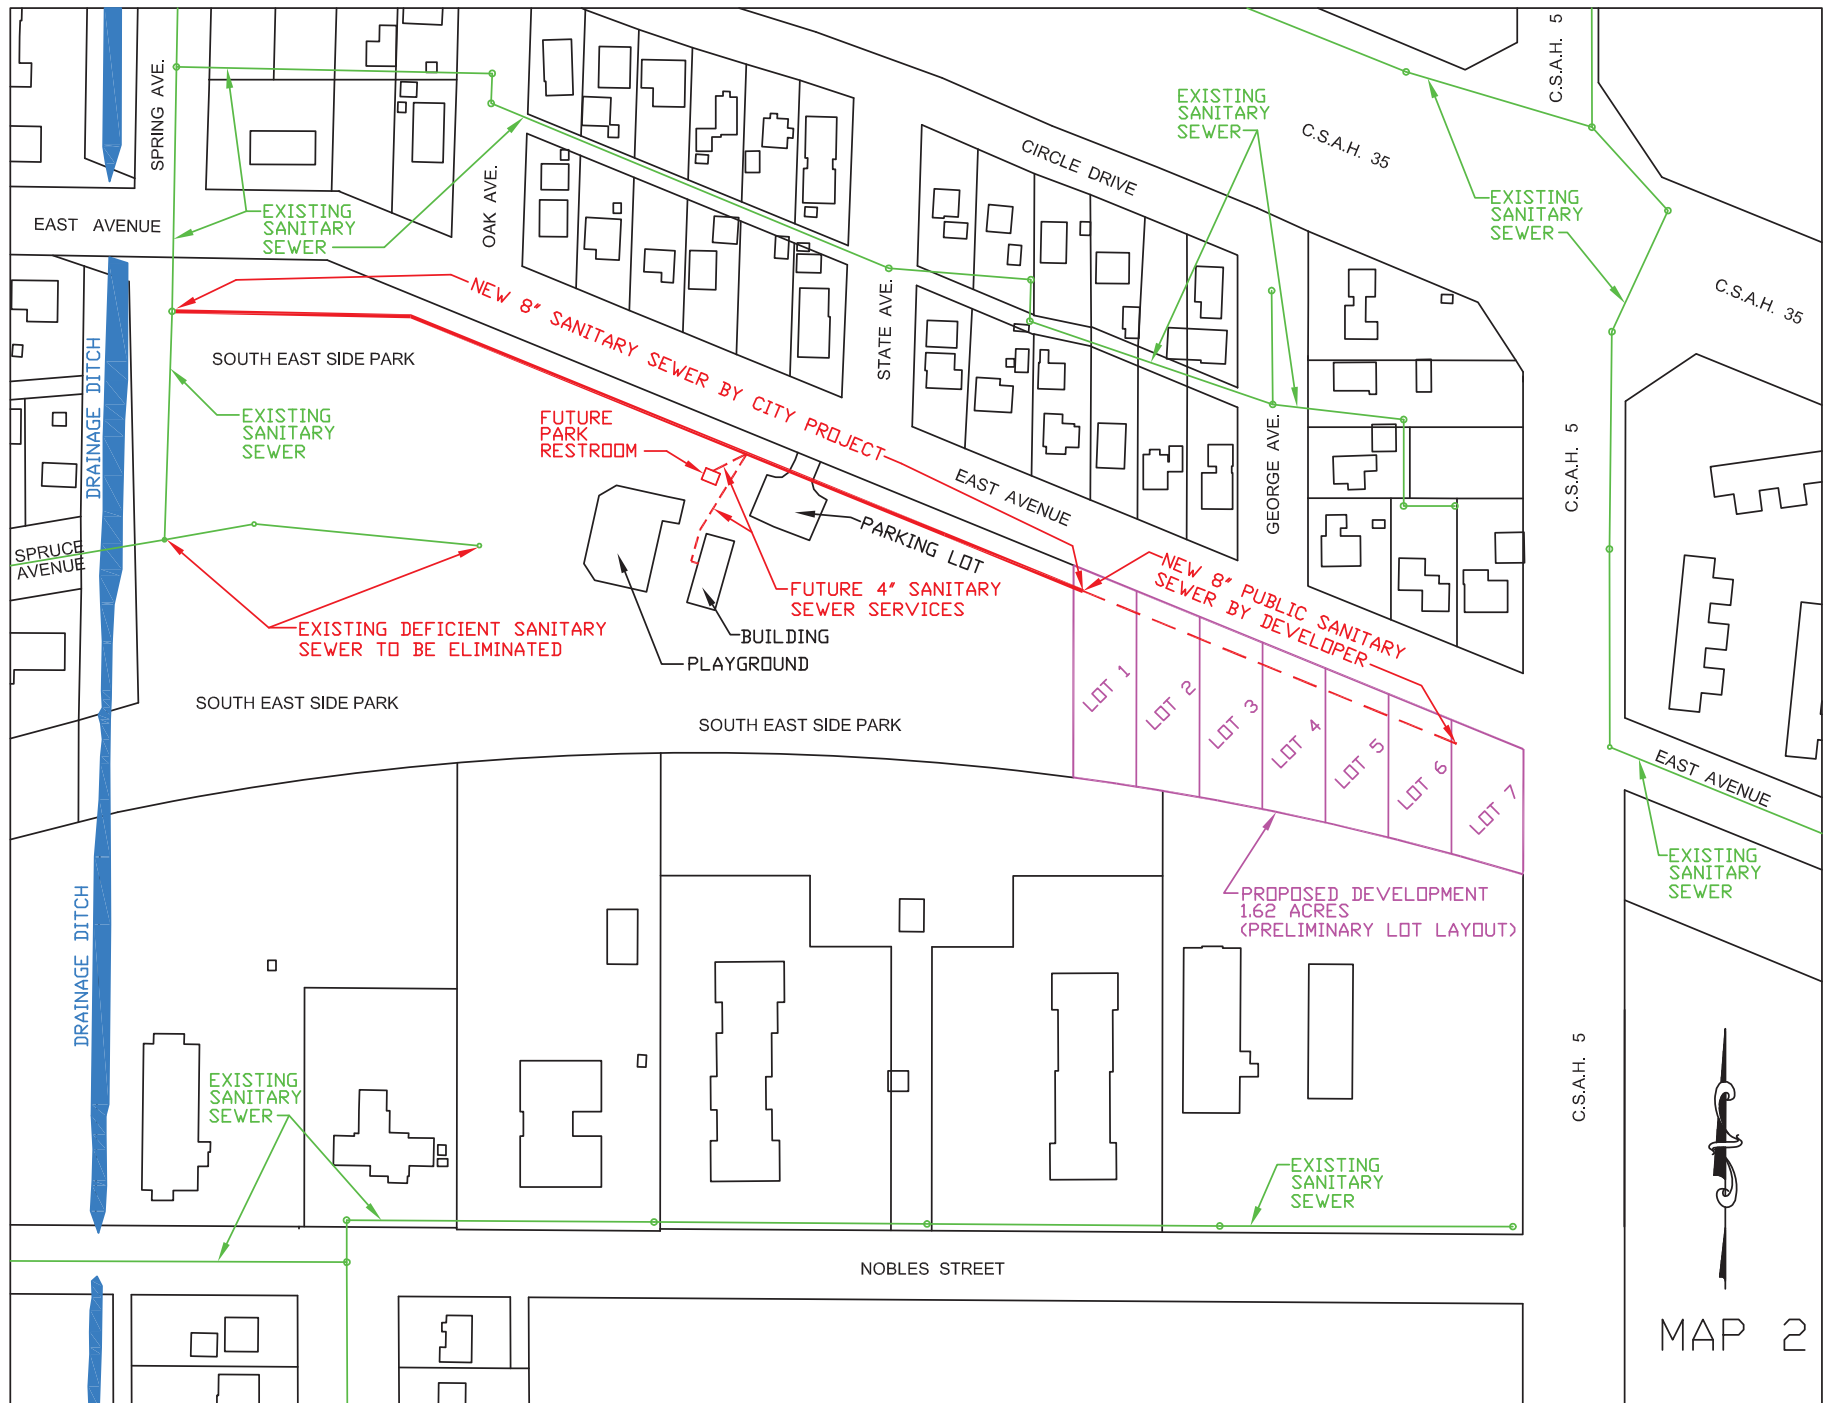 C.S.A.H. 5
SPRING AVE.
EXISTING
SANITARY
SEWER
C.S.A.H. 35
CIRCLE DRIVE
OAK AVE.
EXISTING
SANITARY
SEWER
EAST AVENUE
EXISTING
SANITARY
SEWER
C.S.A.H. 35
NEW 8" SANITARY SEWER BY CITY PROJECT
STATE AVE.
SOUTH EAST SIDE PARK
DRAINAGE DITCH
EXISTING
SANITARY
SEWER
FUTURE
PARK
RESTROOM
EAST AVENUE
GEORGE AVE.
C.S.A.H. 5
SPRUCE
AVENUE
PARKING LOT
NEW 8" PUBLIC SANITARY
SEWER BY DEVELOPER
FUTURE 4" SANITARY
SEWER SERVICES
EXISTING DEFICIENT SANITARY
SEWER TO BE ELIMINATED
BUILDING
PLAYGROUND
SOUTH EAST SIDE PARK
SOUTH EAST SIDE PARK
LOT 1
LOT 2
LOT 3
LOT 4
LOT 5
LOT 6
LOT 7
EAST AVENUE
EXISTING
SANITARY
SEWER
PROPOSED DEVELOPMENT
1.62 ACRES
(PRELIMINARY LOT LAYOUT)
DRAINAGE DITCH
C.S.A.H. 5
EXISTING
SANITARY
SEWER
EXISTING
SANITARY
SEWER
NOBLES STREET
MAP 2